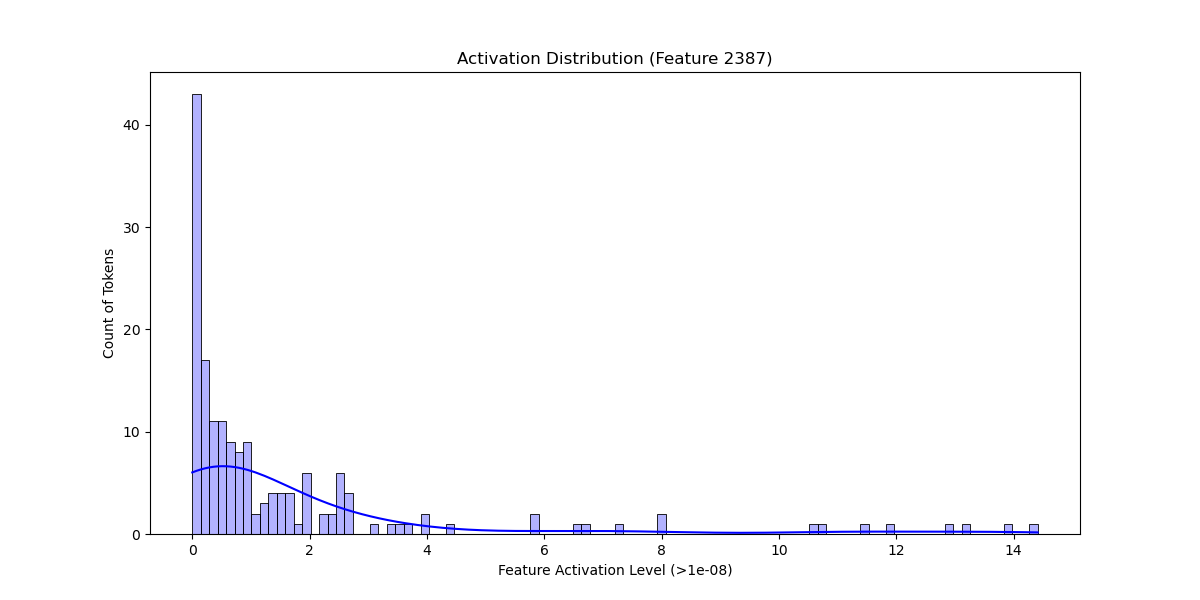 Activation Distribution (Feature 2387)
Count of Tokens
40
30
20
10
0
0 2 4 6 8 10 12 14
Feature Activation Level (>1e-08)